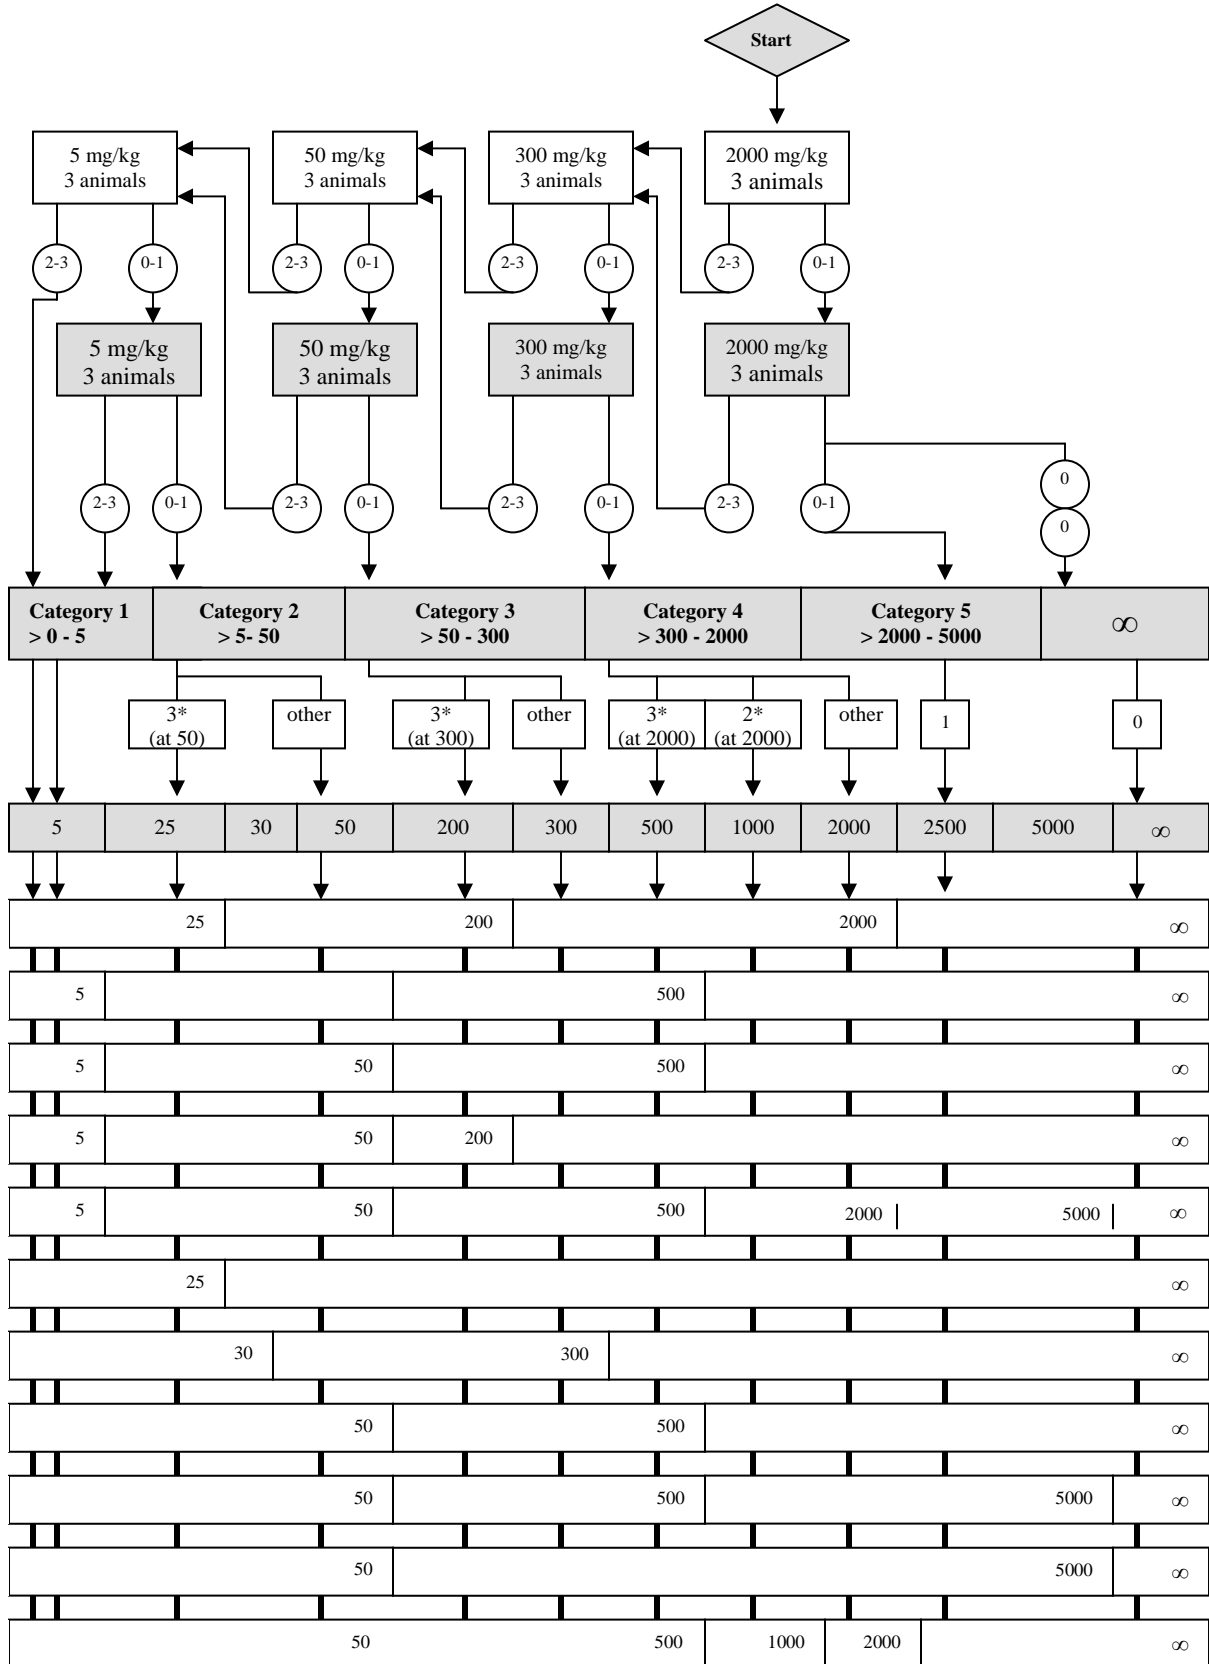 Start
5 mg/kg 50 mg/kg 300 mg/kg 2000 mg/kg
3 animals 3 animals 3 animals 3 animals
2-3 0-1 2-3 0-1 2-3 0-1 2-3 0-1
5 mg/kg 50 mg/kg 300 mg/kg 2000 mg/kg
3 animals 3 animals 3 animals 3 animals
0
2-3 0-1 2-3 0-1 2-3 0-1 2-3 0-1
0
Category 1 Category 2 Category 3 Category 4 Category 5 ∞
> 0 - 5 > 5- 50 > 50 - 300 > 300 - 2000 > 2000 - 5000
3* other 3* other 3* 2* other 1 0
(at 50) (at 300) (at 2000) (at 2000)
5 25 30 50 200 300 500 1000 2000 2500 5000 ∞
25 200 2000 ∞
5 500 ∞
5 50 500 ∞
5 50 200 ∞
5 50 500 2000 5000 ∞
25 ∞
30 300 ∞
50 500 ∞
50 500 5000 ∞
50 5000 ∞
50 500 1000 2000 ∞